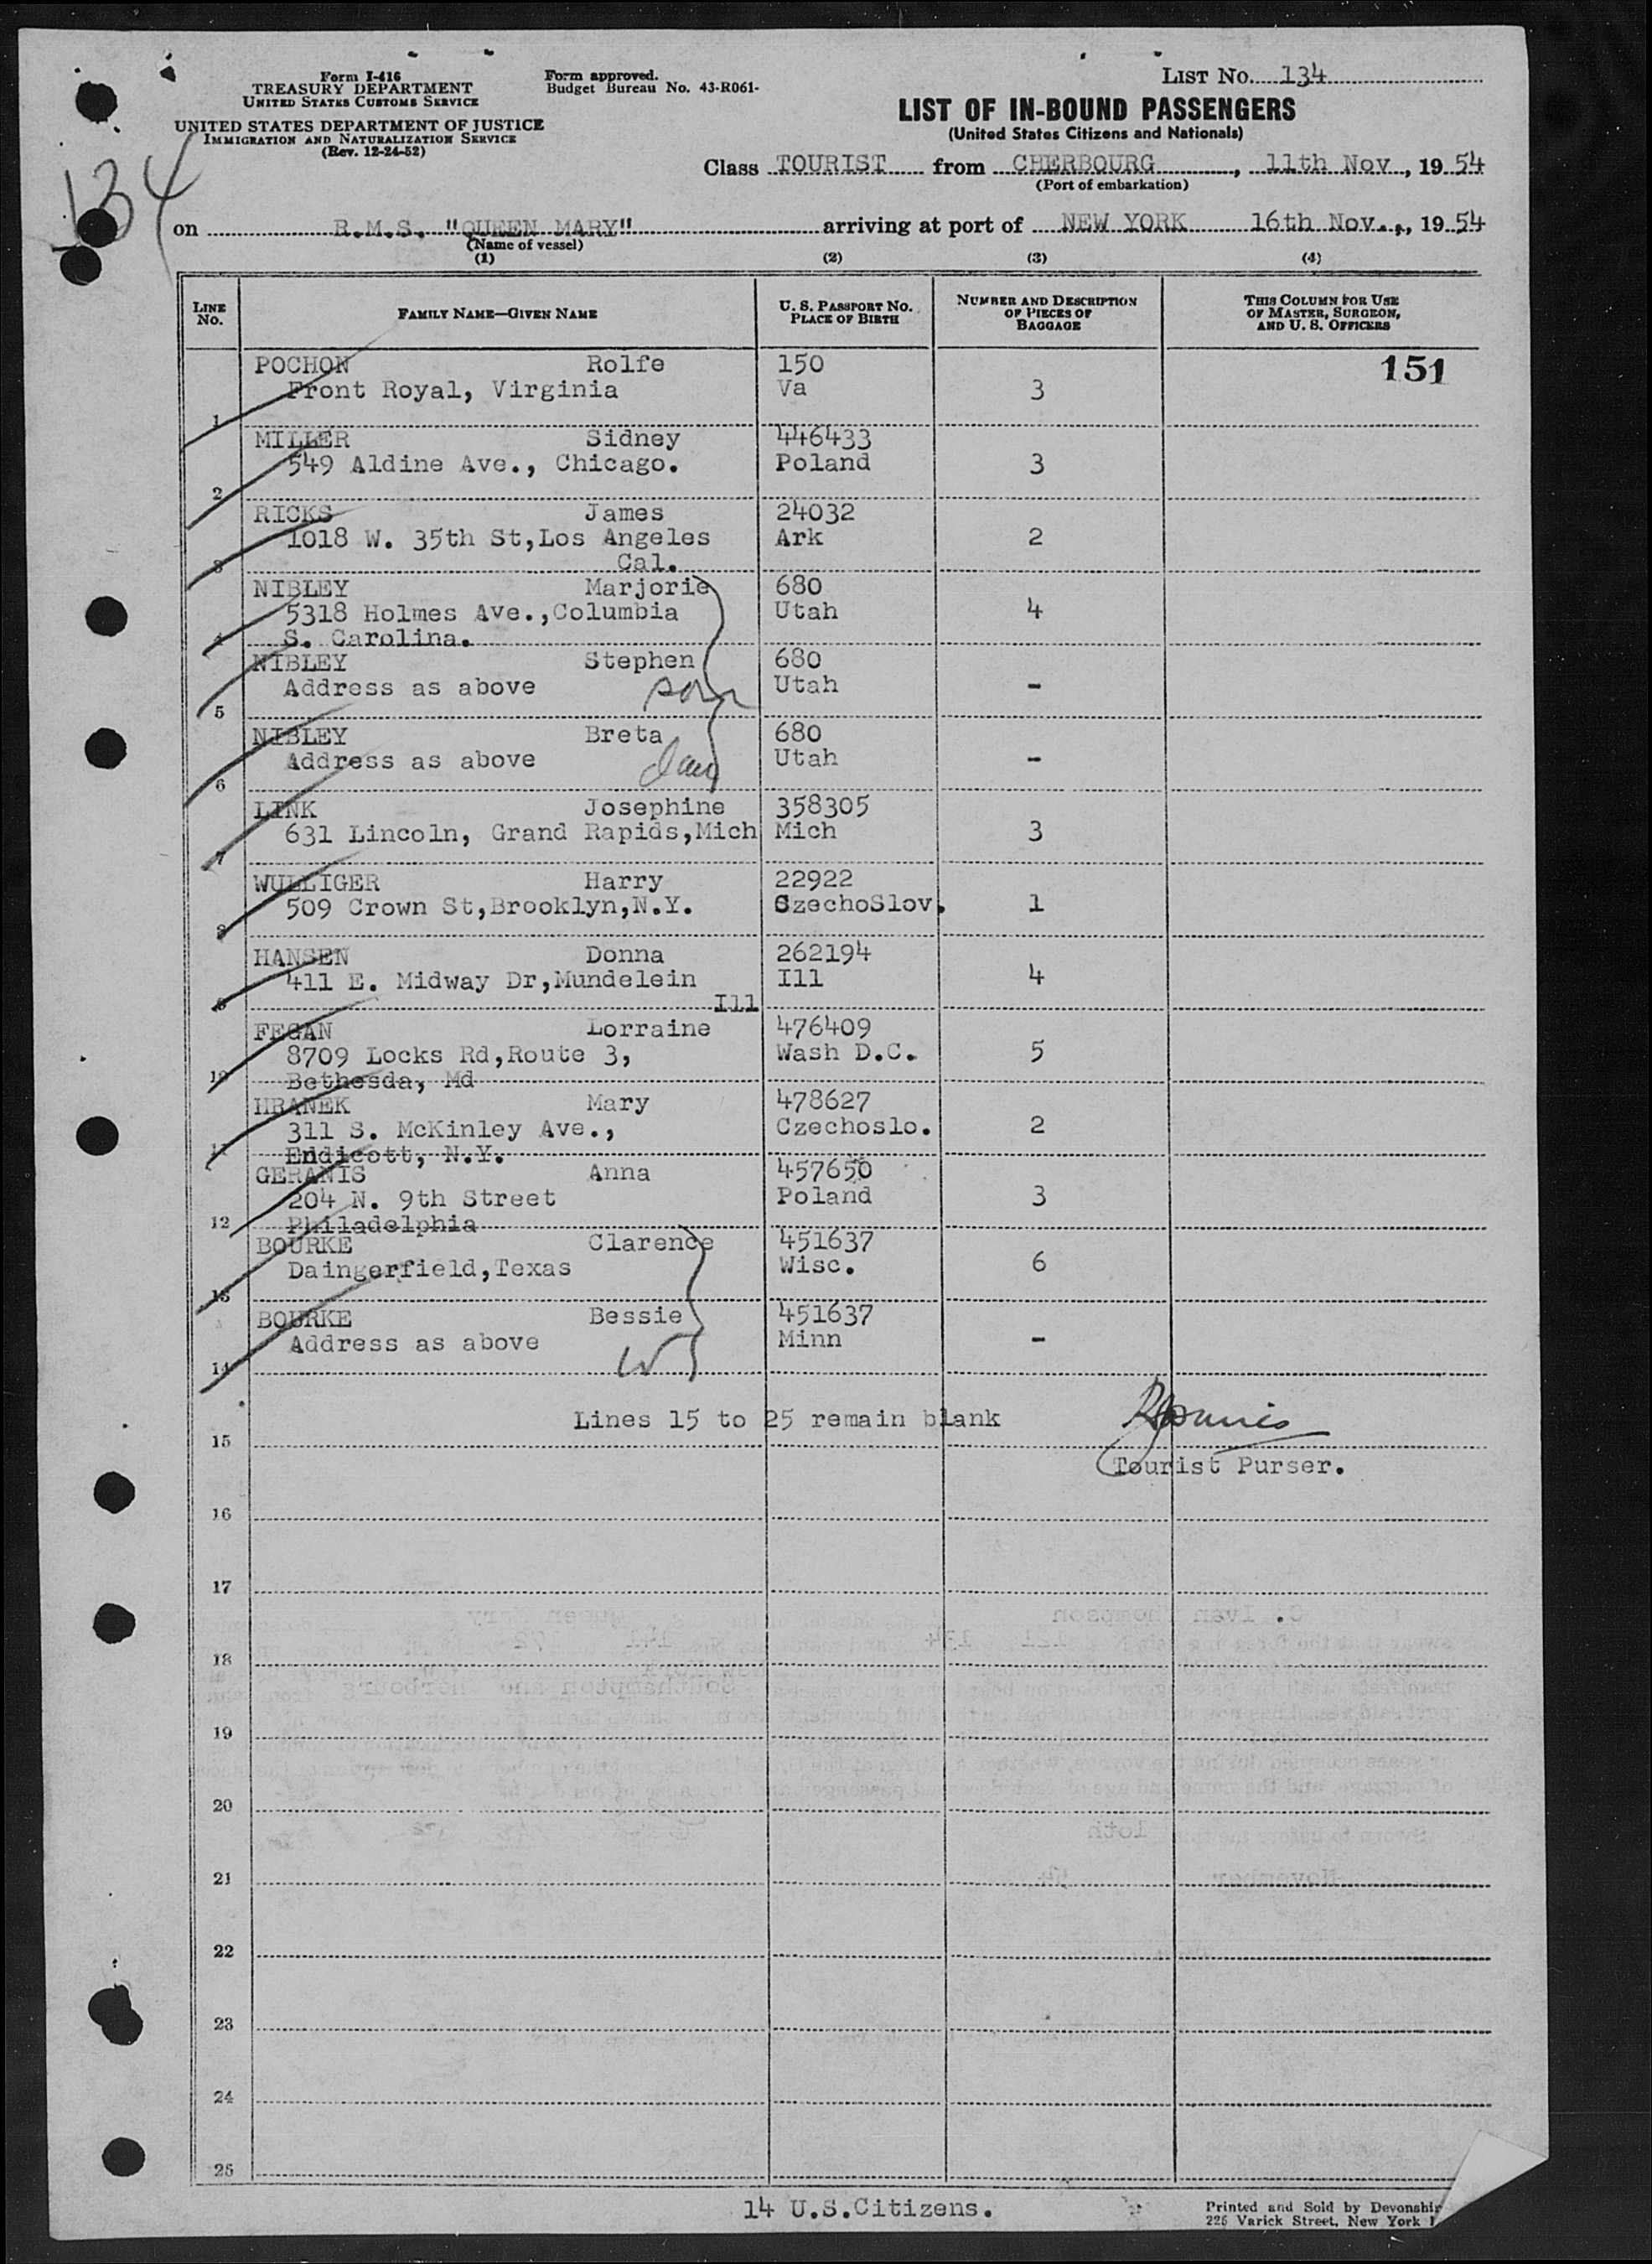 Form I-416
TREASURY DEPARTMENT
UNITED STATES CUSTOMS SERVICE
UNITED STATES DEPARTMENT OF JUSTICE
IMMIGRATION AND NATURALIZATION SERVICE
(Rev. 12-24-52)
Form approved.
Budget Bureau No. 43-R061-
LIST No. 134
LIST OF IN-BOUND PASSENGERS
(United States Citizens and Nationals)
134
Class TOURIST from CHERBOURG, 11th Nov, 19 54
(Port of embarkation)
on R.M.S. "QUEEN MARY" arriving at port of NEW YORK 16th Nov., 19 54
(Name of vessel)
(1) (2) (3) (4)
LINE No. FAMILY NAME—GIVEN NAME U. S. PASSPORT No. PLACE OF BIRTH NUMBER AND DESCRIPTION OF PIECES OF BAGGAGE THIS COLUMN FOR USE OF MASTER, SURGEON, AND U. S. OFFICERS
151
POCHON Rolfe 150
Front Royal, Virginia Va 3
1
MILLER Sidney 446433
549 Aldine Ave., Chicago. Poland 3
2
RICKS James 24032
1018 W. 35th St,Los Angeles Ark 2
3 Cal.
NIBLEY Marjorie 680
5318 Holmes Ave.,Columbia Utah 4
4 S. Carolina.
NIBLEY Stephen 680
Address as above son Utah -
5
NIBLEY Breta 680
Address as above dau Utah -
6
LINK Josephine 358305
631 Lincoln, Grand Rapids,Mich Mich 3
7
WULLIGER Harry 22922
509 Crown St,Brooklyn,N.Y. CzechoSlov. 1
8
HANSEN Donna 262194
411 E. Midway Dr,Mundelein Ill 4
9 Ill
FEGAN Lorraine 476409
8709 Locks Rd,Route 3, Wash D.C. 5
10 Bethesda, Md
HRANEK Mary 478627
311 S. McKinley Ave., Czechoslo. 2
11 Endicott, N.Y.
GERANIS Anna 457650
204 N. 9th Street Poland 3
12 Philadelphia
BOURKE Clarence 451637
Daingerfield,Texas Wisc. 6
13
BOURKE Bessie 451637
Address as above Minn -
14
Lines 15 to 25 remain blank
15
Tourist Purser.
16
17
18
19
20
21
22
23
24
25
14 U.S.Citizens.
Printed and Sold by Devonshir
225 Varick Street, New York